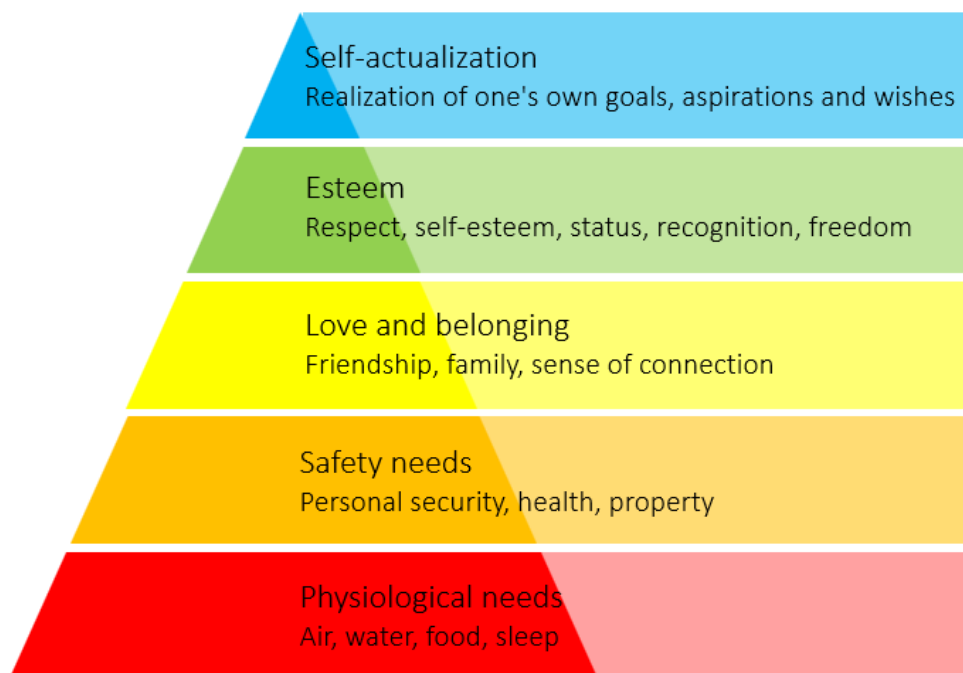 Self-actualization
Realization of one's own goals, aspirations and wishes
Esteem
Respect, self-esteem, status, recognition, freedom
Love and belonging
Friendship, family, sense of connection
Safety needs
Personal security, health, property
Physiological needs
Air, water, food, sleep